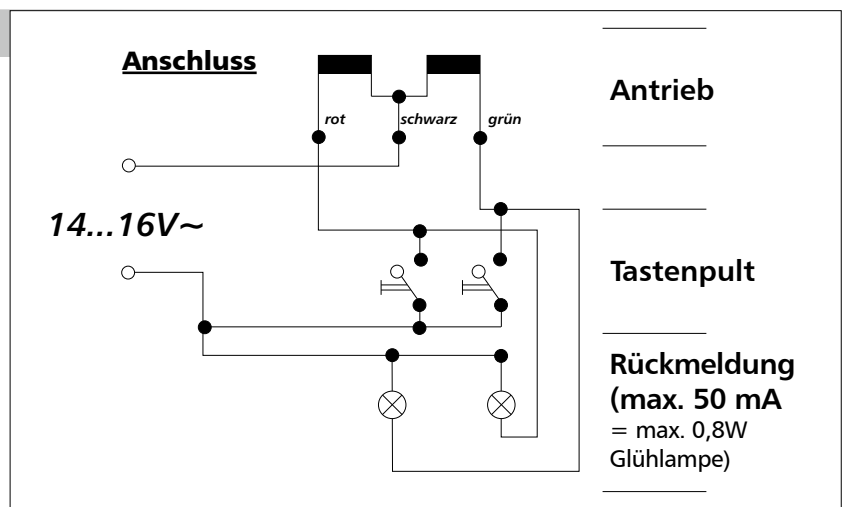 Anschluss
rot
schwarz
grün
Antrieb
14...16V~
Tastenpult
Rückmeldung
(max. 50 mA
= max. 0,8W
Glühlampe)